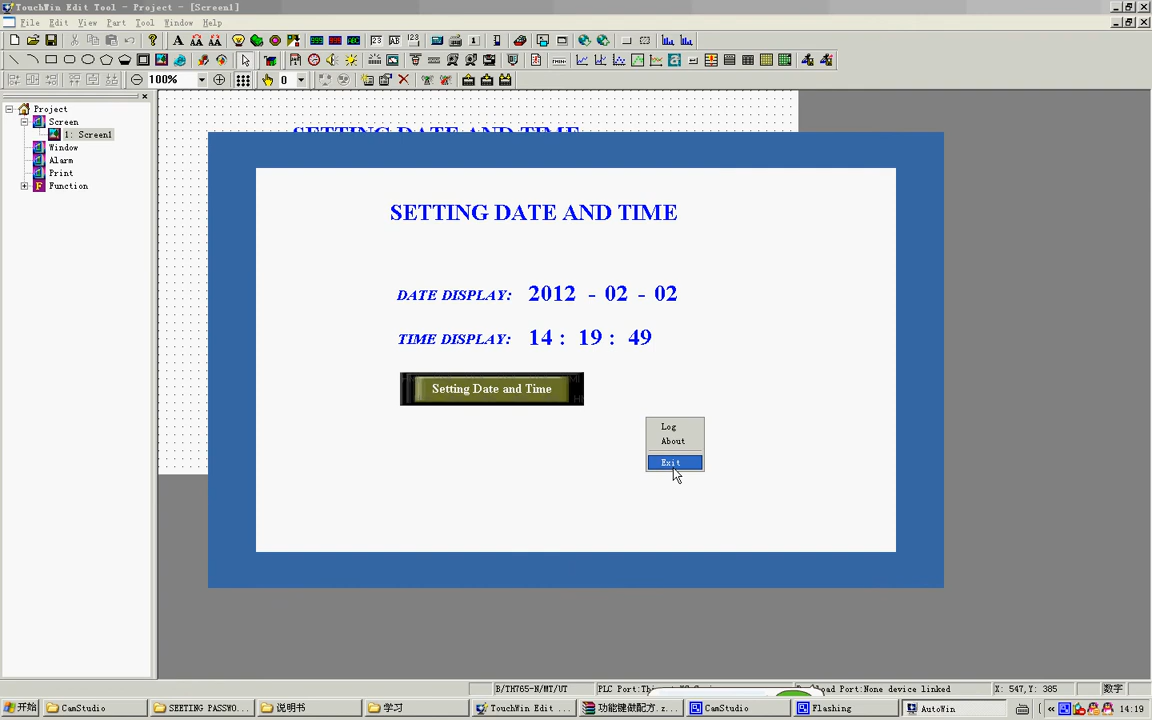 TouchWin Edit Tool - Project - [Screen1]
File Edit View Part Tool Window Help
100%
0
Project
Screen
1: Screen1
Window
Alarm
Print
Function
SETTING DATE AND TIME
SETTING DATE AND TIME
DATE DISPLAY: 2012 - 02 - 02
TIME DISPLAY: 14 : 19 : 49
Setting Date and Time
Log
About
Exit
B/TH765-N/MT/UT
load Port:None device linked
X: 547,Y: 385
数字
开始
CamStudio
SEETING PASSWO...
说明书
学习
TouchWin Edit ...
功能键做配方.z...
CamStudio
Flashing
AutoWin
14:19